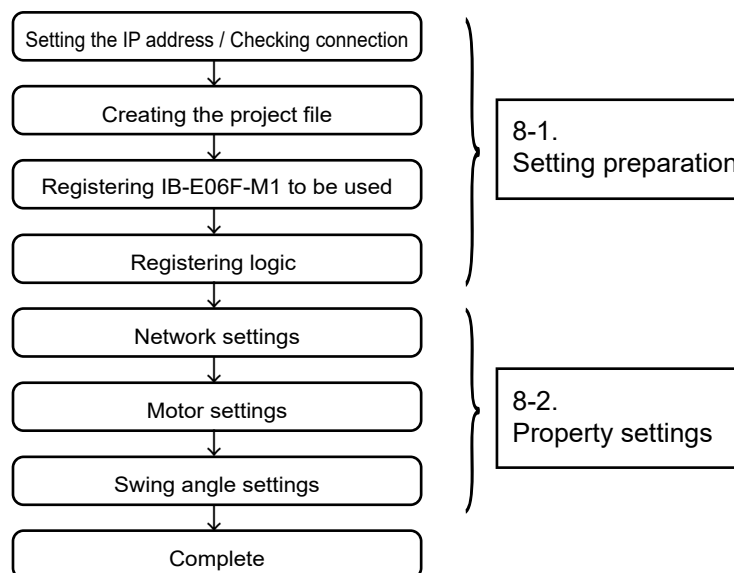 Setting the IP address / Checking connection
Creating the project file
Registering IB-E06F-M1 to be used
Registering logic
8-1.
Setting preparation
Network settings
Motor settings
Swing angle settings
8-2.
Property settings
Complete